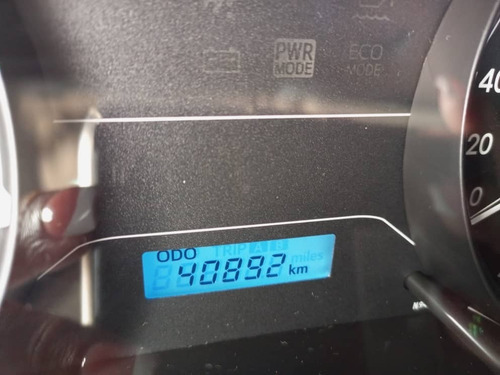 PWR
MODE
ECO
MODE
40
20
0
ODO TRIP A B
40892 km miles